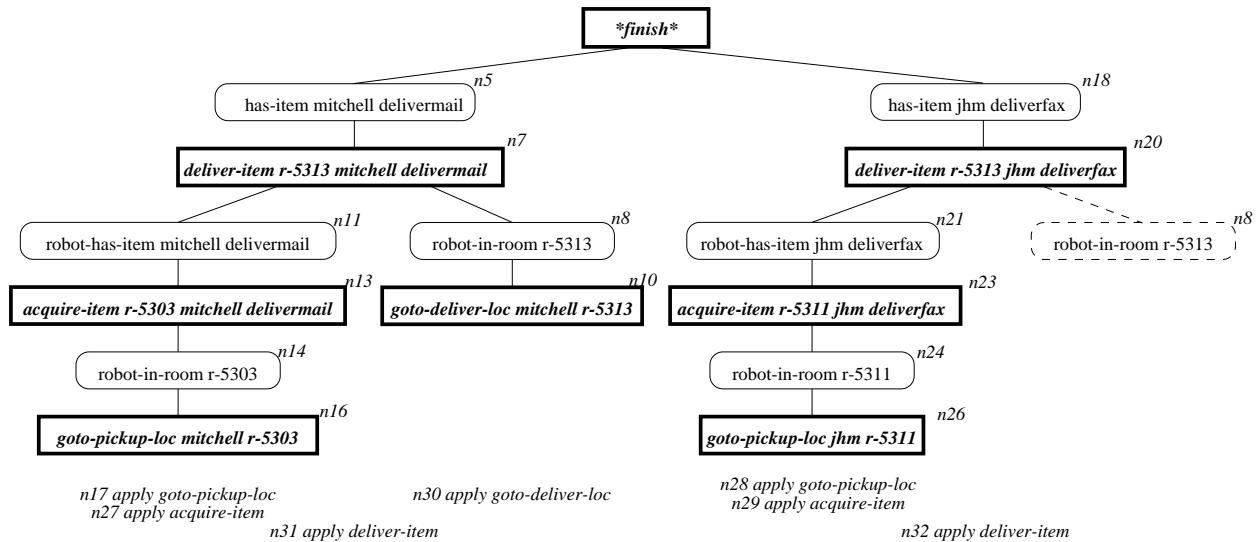 *finish*
n5
n18
has-item mitchell delivermail
has-item jhm deliverfax
n7
n20
deliver-item r-5313 mitchell delivermail
deliver-item r-5313 jhm deliverfax
n11
n8
n21
n8
robot-has-item mitchell delivermail
robot-in-room r-5313
robot-has-item jhm deliverfax
robot-in-room r-5313
n13
n10
n23
acquire-item r-5303 mitchell delivermail
goto-deliver-loc mitchell r-5313
acquire-item r-5311 jhm deliverfax
n14
n24
robot-in-room r-5303
robot-in-room r-5311
n16
n26
goto-pickup-loc mitchell r-5303
goto-pickup-loc jhm r-5311
n17 apply goto-pickup-loc
n30 apply goto-deliver-loc
n28 apply goto-pickup-loc
n27 apply acquire-item
n29 apply acquire-item
n31 apply deliver-item
n32 apply deliver-item